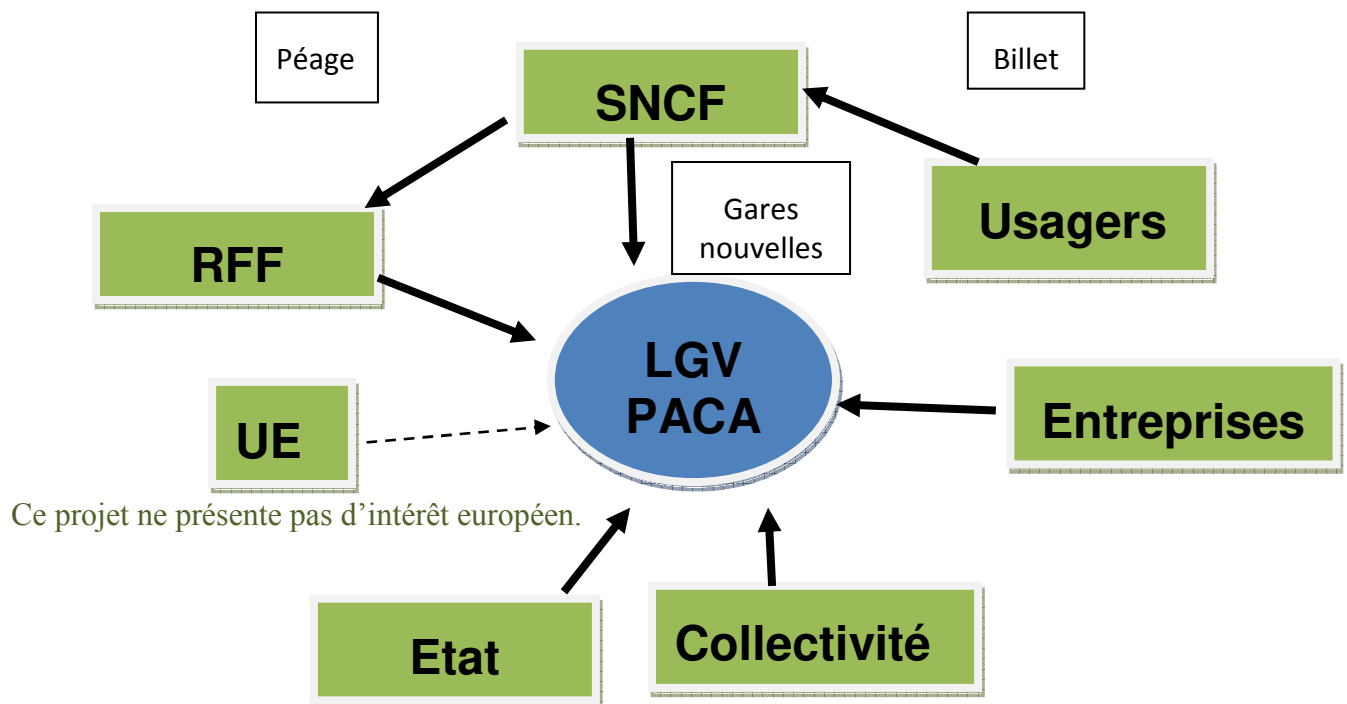 Péage
Billet
SNCF
Gares
nouvelles
Usagers
RFF
LGV
PACA
Entreprises
UE
Ce projet ne présente pas d’intérêt européen.
Collectivité
Etat